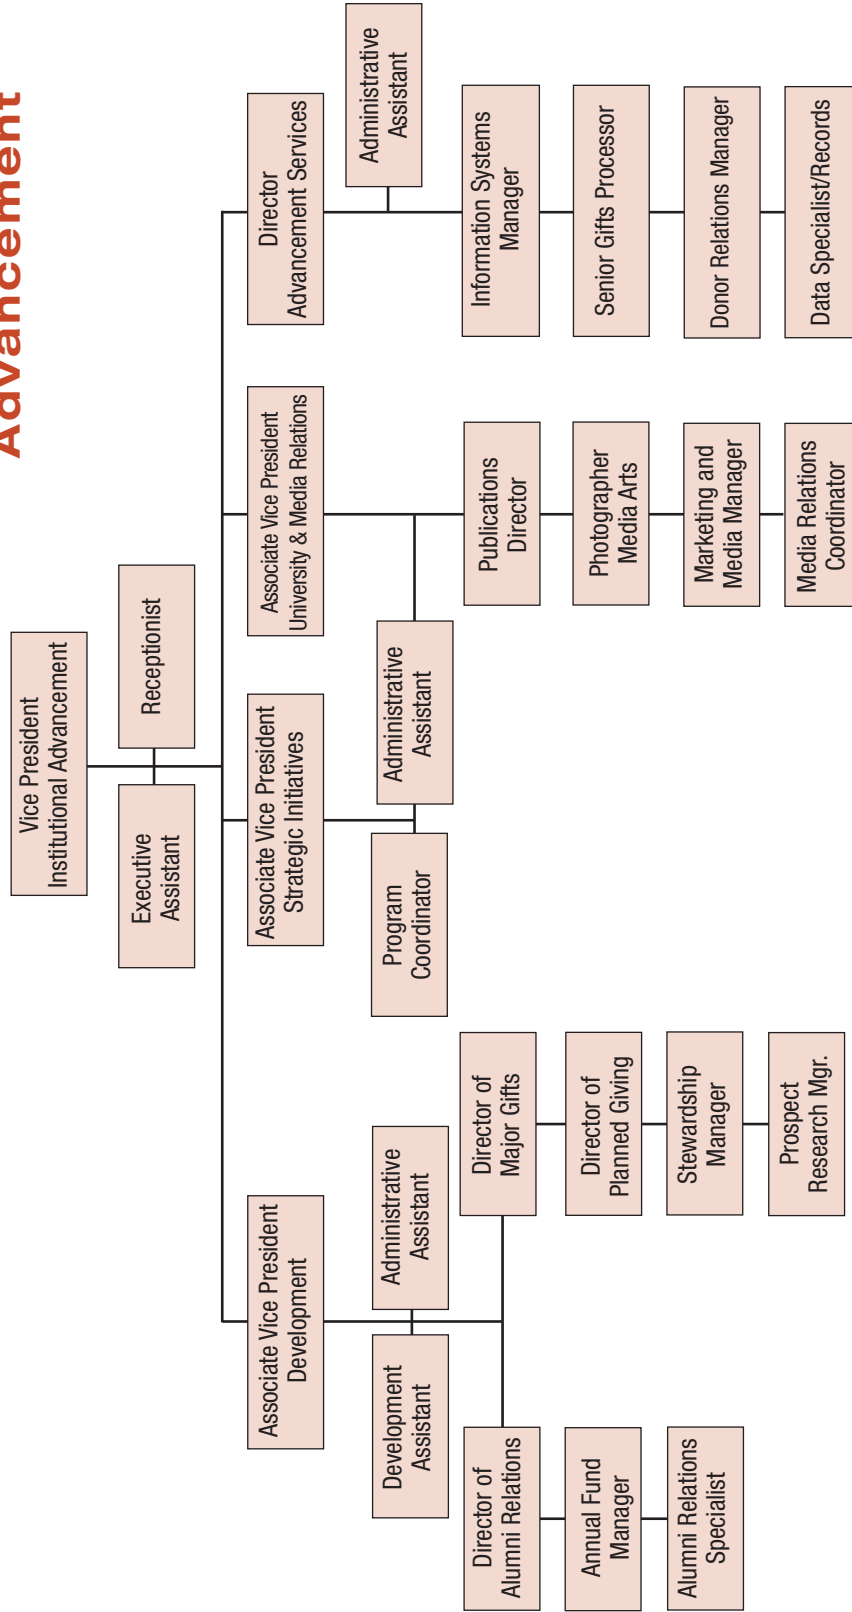 Advancement
Vice President
Institutional Advancement
Executive
Assistant
Receptionist
Associate Vice President
Development
Associate Vice President
Strategic Initiatives
Associate Vice President
University & Media Relations
Director
Advancement Services
Development
Assistant
Administrative
Assistant
Program
Coordinator
Administrative
Assistant
Administrative
Assistant
Director of
Alumni Relations
Director of
Major Gifts
Publications
Director
Information Systems
Manager
Annual Fund
Manager
Director of
Planned Giving
Photographer
Media Arts
Senior Gifts Processor
Alumni Relations
Specialist
Stewardship
Manager
Marketing and
Media Manager
Donor Relations Manager
Prospect
Research Mgr.
Media Relations
Coordinator
Data Specialist/Records